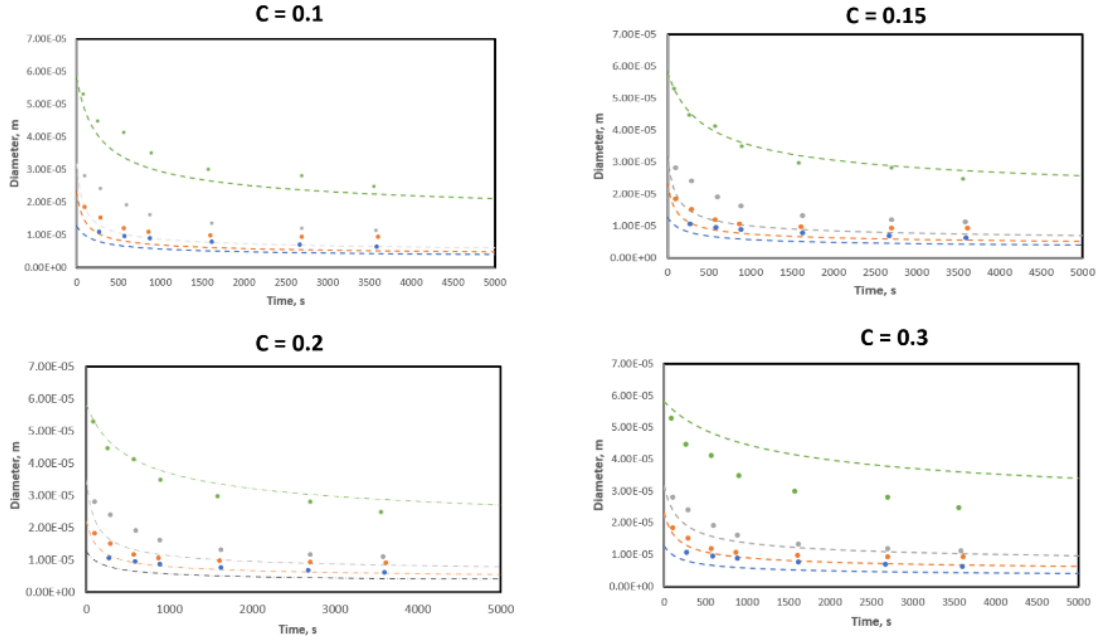 C = 0.1
7.00E-05
6.00E-05
5.00E-05
4.00E-05
3.00E-05
2.00E-05
1.00E-05
0.00E+00
Diameter, m
0 500 1000 1500 2000 2500 3000 3500 4000 4500 5000
Time, s
C = 0.15
7.00E-05
6.00E-05
5.00E-05
4.00E-05
3.00E-05
2.00E-05
1.00E-05
0.00E+00
Diameter, m
0 500 1000 1500 2000 2500 3000 3500 4000 4500 5000
Time, s
C = 0.2
7.00E-05
6.00E-05
5.00E-05
4.00E-05
3.00E-05
2.00E-05
1.00E-05
0.00E+00
Diameter, m
0 1000 2000 3000 4000 5000
Time, s
C = 0.3
7.00E-05
6.00E-05
5.00E-05
4.00E-05
3.00E-05
2.00E-05
1.00E-05
0.00E+00
Diameter, m
0 500 1000 1500 2000 2500 3000 3500 4000 4500 5000
Time, s